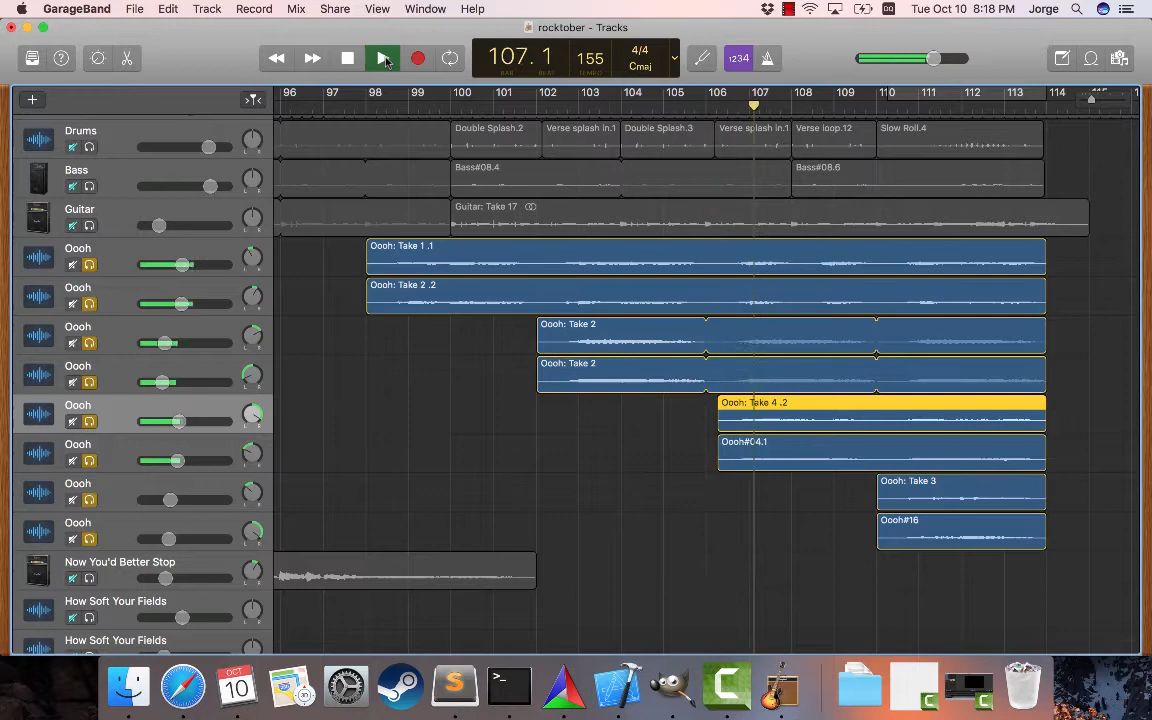 GarageBand File Edit Track Record Mix Share View Window Help
Tue Oct 10 8:18 PM Jorge
rocktober - Tracks
107. 1
BAR BEAT
155
TEMPO
4/4
Cmaj
1234
96 97 98 99 100 101 102 103 104 105 106 107 108 109 110 111 112 113 114 115
Drums
Double Splash.2 Verse splash in.1 Double Splash.3 Verse splash in.1 Verse loop.12 Slow Roll.4
Bass
Bass#08.4 Bass#08.6
Guitar
Guitar: Take 17
Oooh
Oooh: Take 1 .1
Oooh
Oooh: Take 2 .2
Oooh
Oooh: Take 2
Oooh
Oooh: Take 2
Oooh
Oooh: Take 4 .2
Oooh
Oooh#04.1
Oooh
Oooh: Take 3
Oooh
Oooh#16
Now You'd Better Stop
How Soft Your Fields
How Soft Your Fields
OCT
10